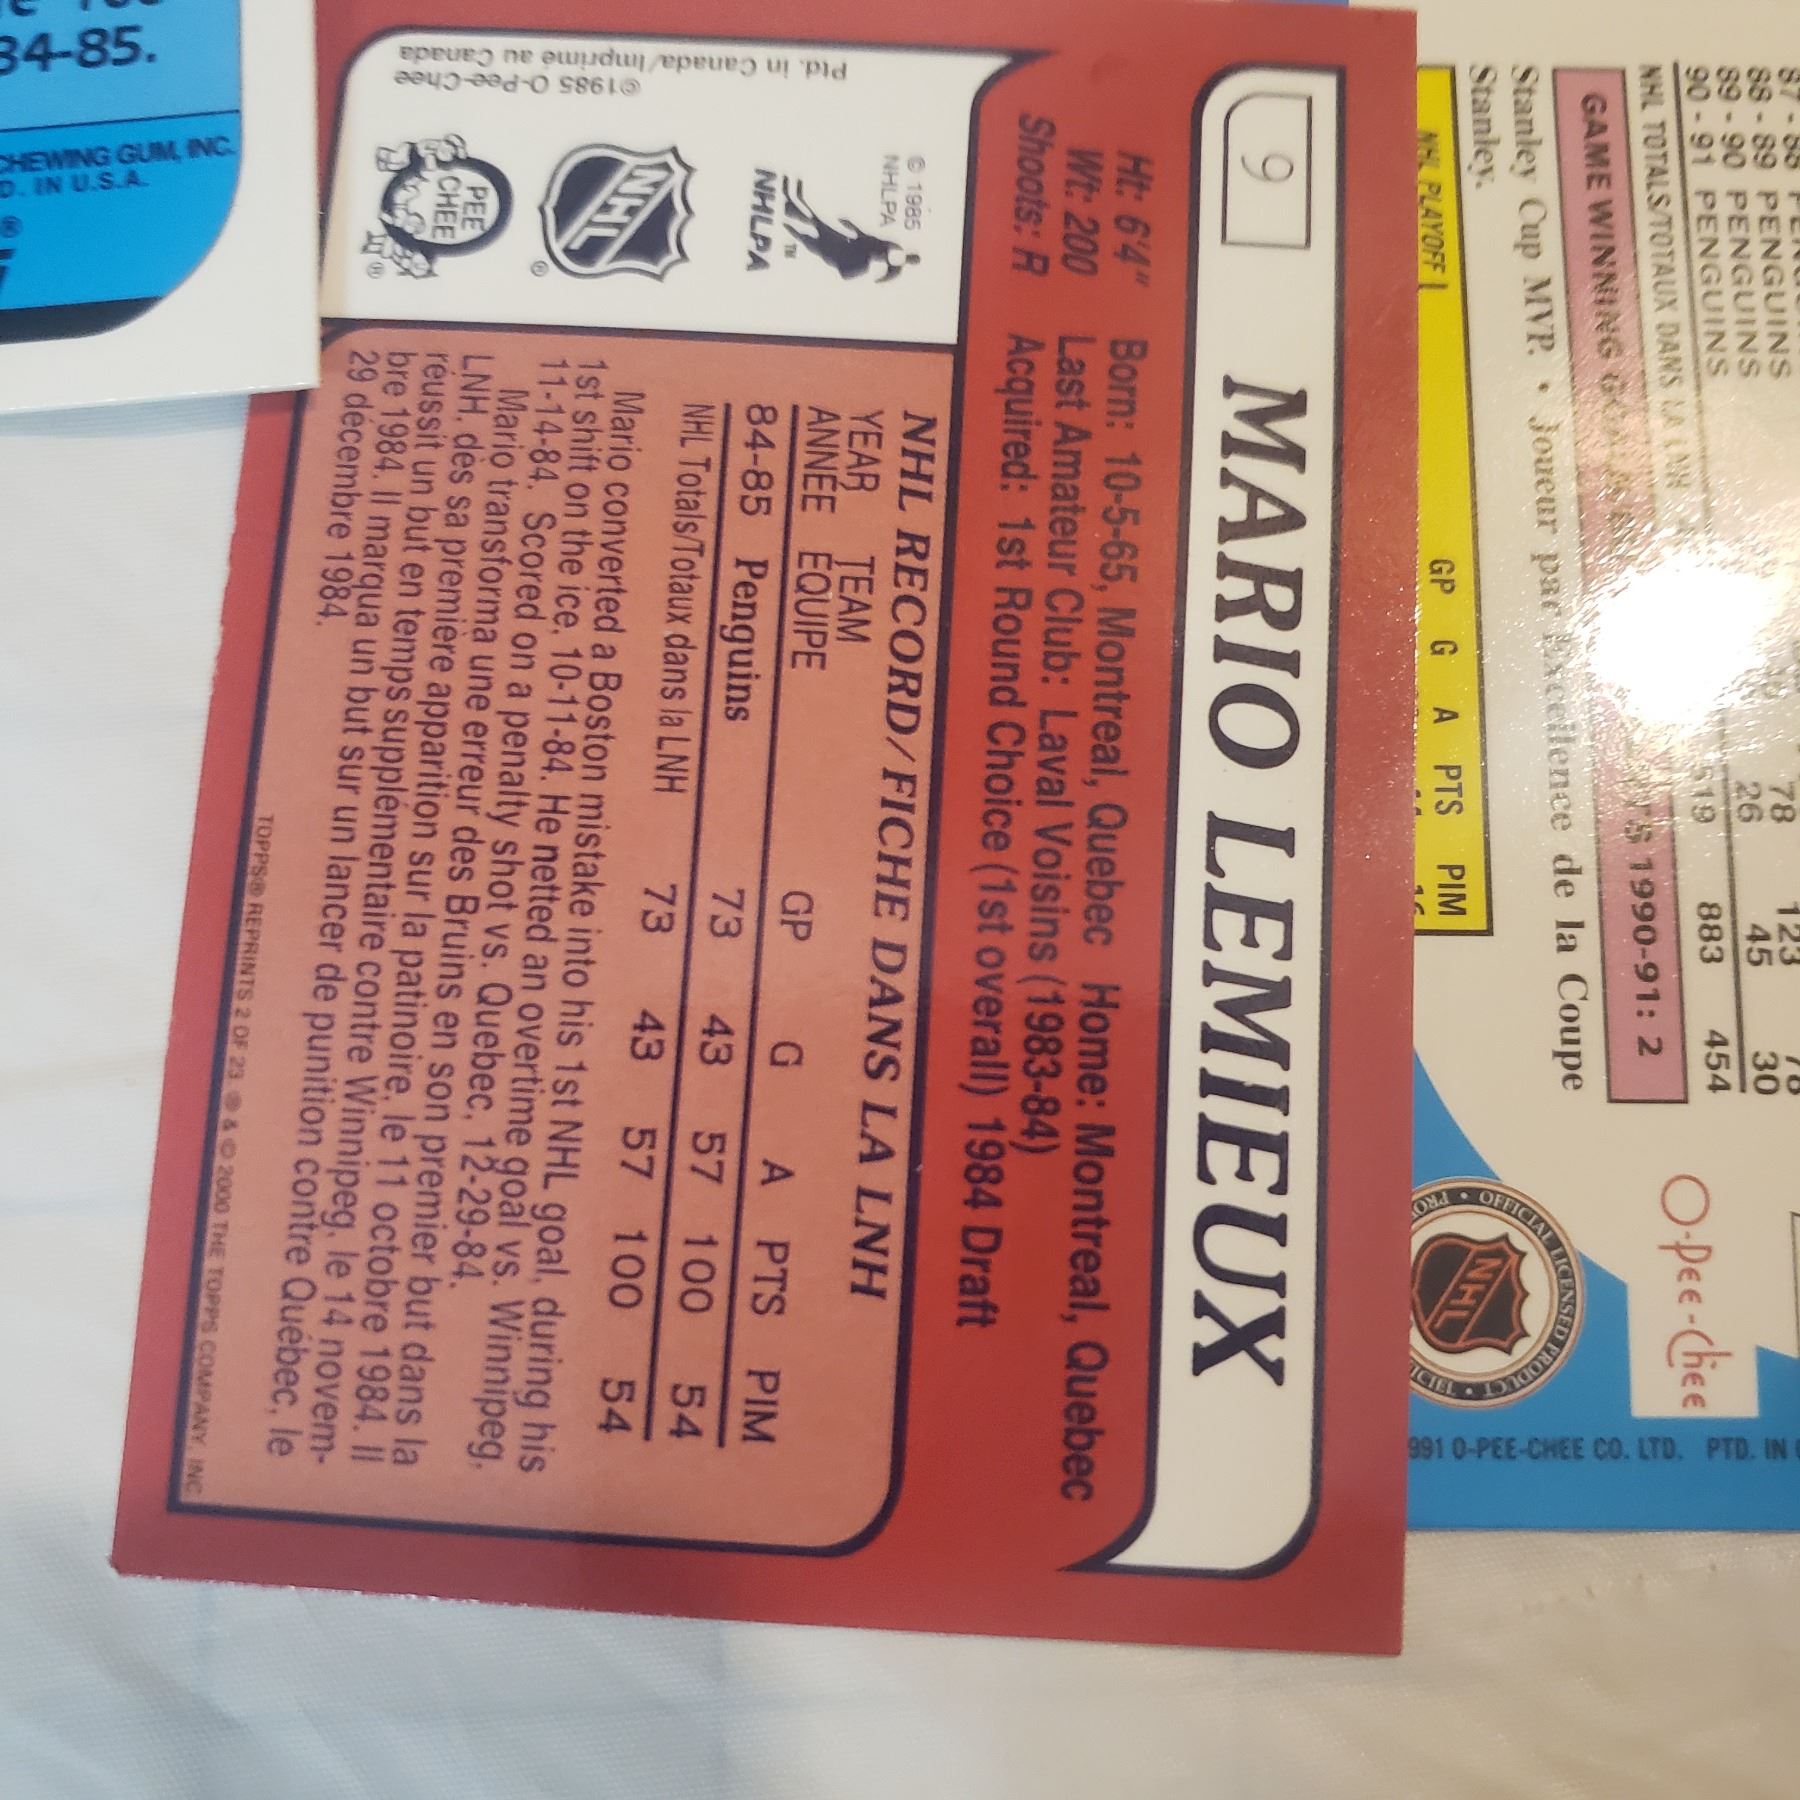 9
MARIO LEMIEUX
Ht: 6'4" Born: 10-5-65, Montreal, Quebec Home: Montreal, Quebec
Wt: 200 Last Amateur Club: Laval Voisins (1983-84)
Shoots: R Acquired: 1st Round Choice (1st overall) 1984 Draft
© 1985
NHLPA
TM
NHLPA
NHL
®
PEE
CHEE
®
©1985 O-Pee-Chee
Ptd. in Canada/Imprimé au Canada
NHL RECORD/FICHE DANS LA LNH
YEAR TEAM
ANNÉE EQUIPE GP G A PTS PIM
84-85 Penguins 73 43 57 100 54
NHL Totals/Totaux dans la LNH 73 43 57 100 54
Mario converted a Boston mistake into his 1st NHL goal, during his
1st shift on the ice, 10-11-84. He netted an overtime goal vs. Winnipeg,
11-14-84. Scored on a penalty shot vs. Quebec, 12-29-84.
Mario transforma une erreur des Bruins en son premier but dans la
LNH, dès sa première apparition sur la patinoire, le 11 octobre 1984. Il
réussit un but en temps supplémentaire contre Winnipeg, le 14 novem-
bre 1984. Il marqua un but sur un lancer de punition contre Québec, le
29 décembre 1984.
TOPPS® REPRINTS 2 OF 23 ® & © 2000 THE TOPPS COMPANY, INC.
88 - 89 PENGUINS
89 - 90 PENGUINS 78 123
90 - 91 PENGUINS 26 45 30
NHL TOTALS/TOTAUX DANS LA LNH 519 883 454
GAME WINNING 1990-91: 2
Stanley Cup MVP. • Joueur par Excellence de la Coupe
Stanley.
NHL PLAYOFF
GP G A PTS PIM
O-PEE-CHEE
OFFICIAL LICENSED PRODUCT
NHL
991 O-PEE-CHEE CO. LTD. PTD. IN
84-85.
CHEWING GUM, INC.
D. IN U.S.A.
®